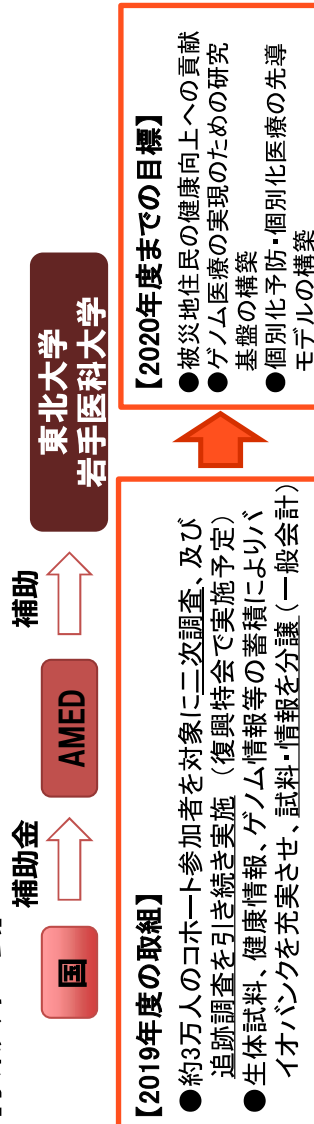 国
補助金
AMED
補助
東北大学
岩手医科大学
【2019年度の取組】
●約3万人のコホート参加者を対象に二次調査、及び
追跡調査を引き続き実施（復興特会で実施予定）
●生体試料、健康情報、ゲノム情報等の蓄積によりバ
イオバンクを充実させ、試料・情報を分譲（一般会計）
【2020年度までの目標】
●被災地住民の健康向上への貢献
●ゲノム医療の実現のための研究
基盤の構築
●個別化予防・個別化医療の先導
モデルの構築